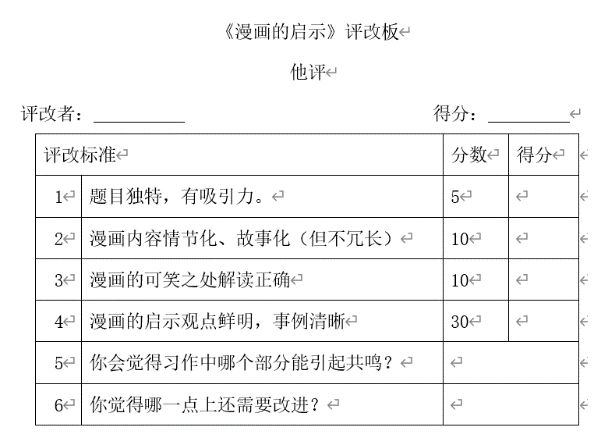 《漫画的启示》评改板
他评
评改者：__________ 得分：_________
评改标准 分数 得分
1 题目独特，有吸引力。 5
2 漫画内容情节化、故事化（但不冗长） 10
3 漫画的可笑之处解读正确 10
4 漫画的启示观点鲜明，事例清晰 30
5 你会觉得习作中哪个部分能引起共鸣？
6 你觉得哪一点上还需要改进？